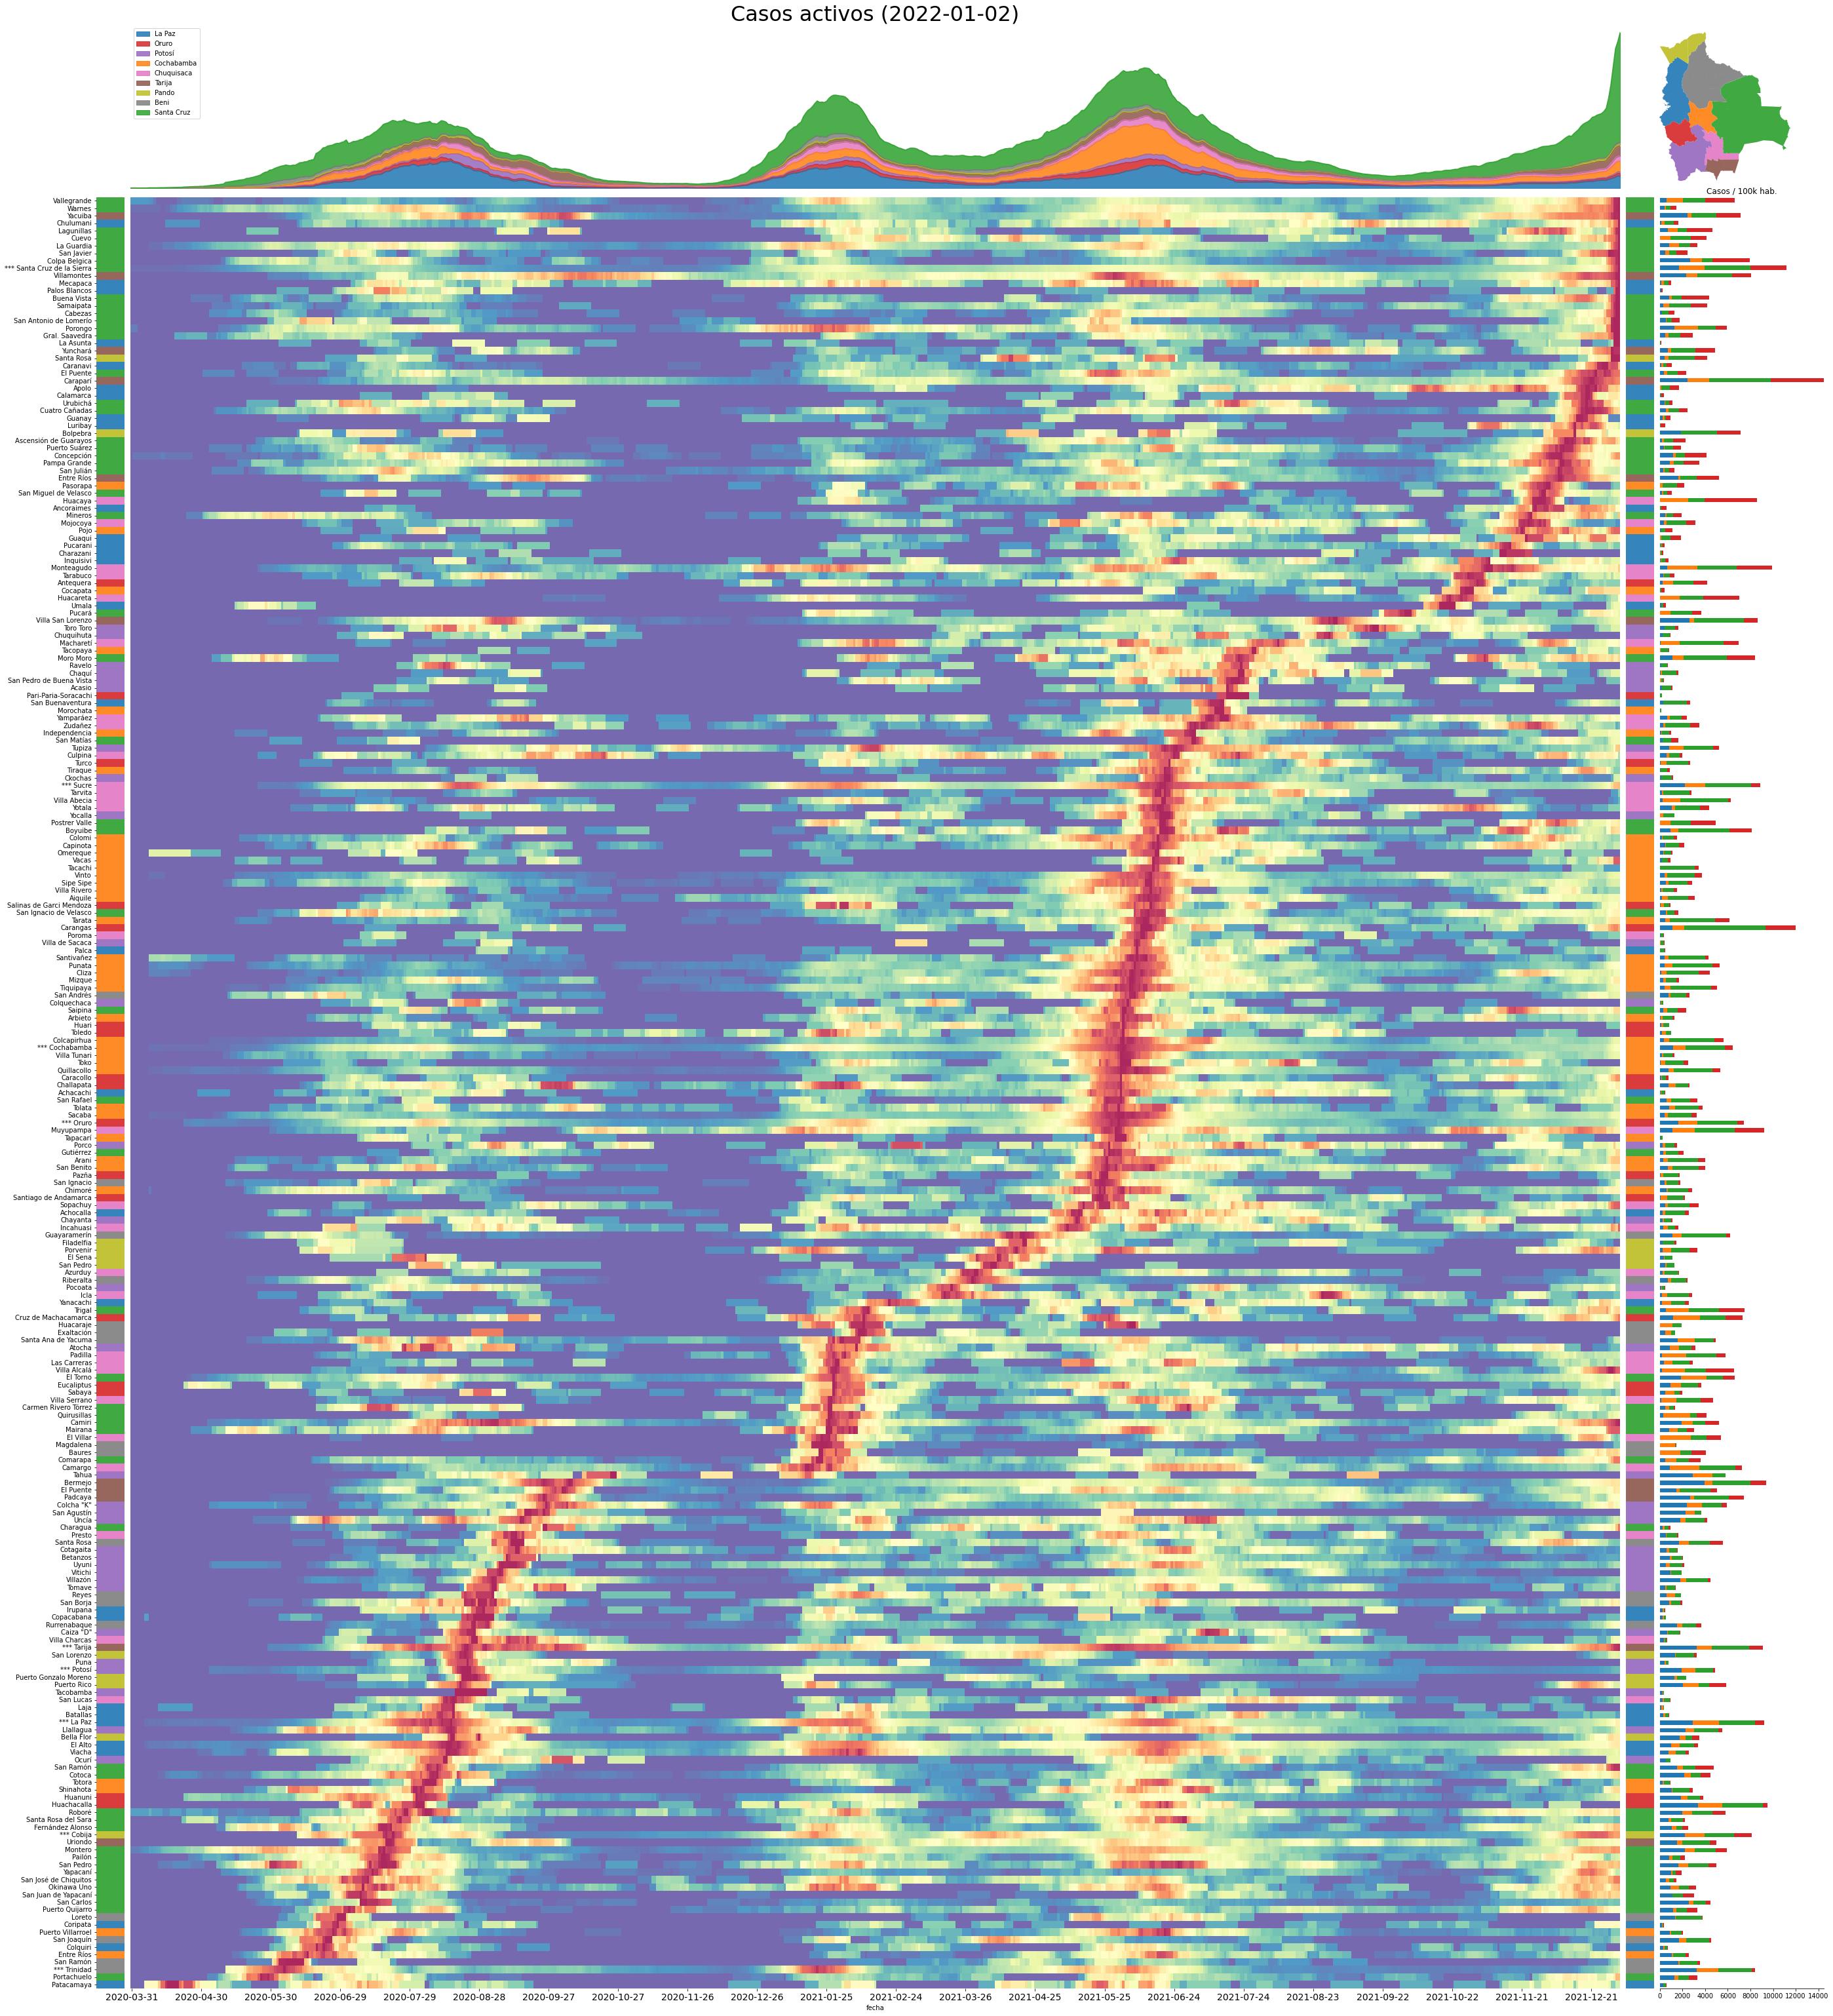 Casos activos (2022-01-02)
La Paz
Oruro
Potosí
Cochabamba
Chuquisaca
Tarija
Pando
Beni
Santa Cruz
Casos / 100k hab.
Vallegrande
Warnes
Yacuiba
Chulumani
Lagunillas
Cuevo
La Guardia
San Javier
Colpa Belgica
*** Santa Cruz de la Sierra
Villamontes
Mecapaca
Palos Blancos
Buena Vista
Samaipata
Cabezas
San Antonio de Lomerío
Porongo
Gral. Saavedra
La Asunta
Yunchará
Santa Rosa
Caranavi
El Puente
Caraparí
Apolo
Calamarca
Urubichá
Cuatro Cañadas
Guanay
Luribay
Bolpebra
Ascensión de Guarayos
Puerto Suárez
Concepción
Pampa Grande
San Julián
Entre Ríos
Pasorapa
San Miguel de Velasco
Huacaya
Ancoraimes
Mineros
Mojocoya
Pojo
Guaqui
Pucarani
Charazani
Inquisivi
Monteagudo
Tarabuco
Antequera
Cocapata
Huacareta
Umala
Pucará
Villa San Lorenzo
Toro Toro
Chuquihuta
Macharetí
Tacopaya
Moro Moro
Ravelo
Chaquí
San Pedro de Buena Vista
Acasio
Pari-Paria-Soracachi
San Buenaventura
Morochata
Yamparáez
Zudañez
Independencia
San Matías
Tupiza
Culpina
Turco
Tiraque
Ckochas
*** Sucre
Tarvita
Villa Abecia
Yotala
Yocalla
Postrer Valle
Boyuibe
Colomi
Capinota
Omereque
Vacas
Tacachi
Vinto
Sipe Sipe
Villa Rivero
Aiquile
Salinas de Garci Mendoza
San Ignacio de Velasco
Tarata
Carangas
Poroma
Villa de Sacaca
Palca
Santivañez
Punata
Cliza
Mizque
Tiquipaya
San Andrés
Colquechaca
Saipina
Arbieto
Huari
Toledo
Colcapirhua
*** Cochabamba
Villa Tunari
Toko
Quillacollo
Caracollo
Challapata
Achacachi
San Rafael
Tolata
Sacaba
*** Oruro
Muyupampa
Tapacarí
Porco
Gutiérrez
Arani
San Benito
Pazña
San Ignacio
Chimoré
Santiago de Andamarca
Sopachuy
Achocalla
Chayanta
Incahuasi
Guayaramerín
Filadelfia
Porvenir
El Sena
San Pedro
Azurduy
Riberalta
Pocoata
Icla
Yanacachi
Trigal
Cruz de Machacamarca
Huacaraje
Exaltación
Santa Ana de Yacuma
Atocha
Padilla
Las Carreras
Villa Alcalá
El Torno
Eucaliptus
Sabaya
Villa Serrano
Carmen Rivero Tórrez
Quirusillas
Camiri
Mairana
El Villar
Magdalena
Baures
Comarapa
Camargo
Tahua
Bermejo
El Puente
Padcaya
Colcha "K"
San Agustín
Uncía
Charagua
Presto
Santa Rosa
Cotagaita
Betanzos
Uyuni
Vitichi
Villazón
Tomave
Reyes
San Borja
Irupana
Copacabana
Rurrenabaque
Caiza "D"
Villa Charcas
*** Tarija
San Lorenzo
Puna
*** Potosí
Puerto Gonzalo Moreno
Puerto Rico
Tacobamba
San Lucas
Laja
Batallas
*** La Paz
Llallagua
Bella Flor
El Alto
Viacha
Ocurí
San Ramón
Cotoca
Totora
Shinahota
Huanuni
Huachacalla
Roboré
Santa Rosa del Sara
Fernández Alonso
*** Cobija
Uriondo
Montero
Pailón
San Pedro
Yapacaní
San José de Chiquitos
Okinawa Uno
San Juan de Yapacaní
San Carlos
Puerto Quijarro
Loreto
Coripata
Puerto Villarroel
San Joaquín
Colquiri
Entre Ríos
San Ramón
*** Trinidad
Portachuelo
Patacamaya
2020-03-31 2020-04-30 2020-05-30 2020-06-29 2020-07-29 2020-08-28 2020-09-27 2020-10-27 2020-11-26 2020-12-26 2021-01-25 2021-02-24 2021-03-26 2021-04-25 2021-05-25 2021-06-24 2021-07-24 2021-08-23 2021-09-22 2021-10-22 2021-11-21 2021-12-21
fecha
0 2000 4000 6000 8000 10000 12000 14000